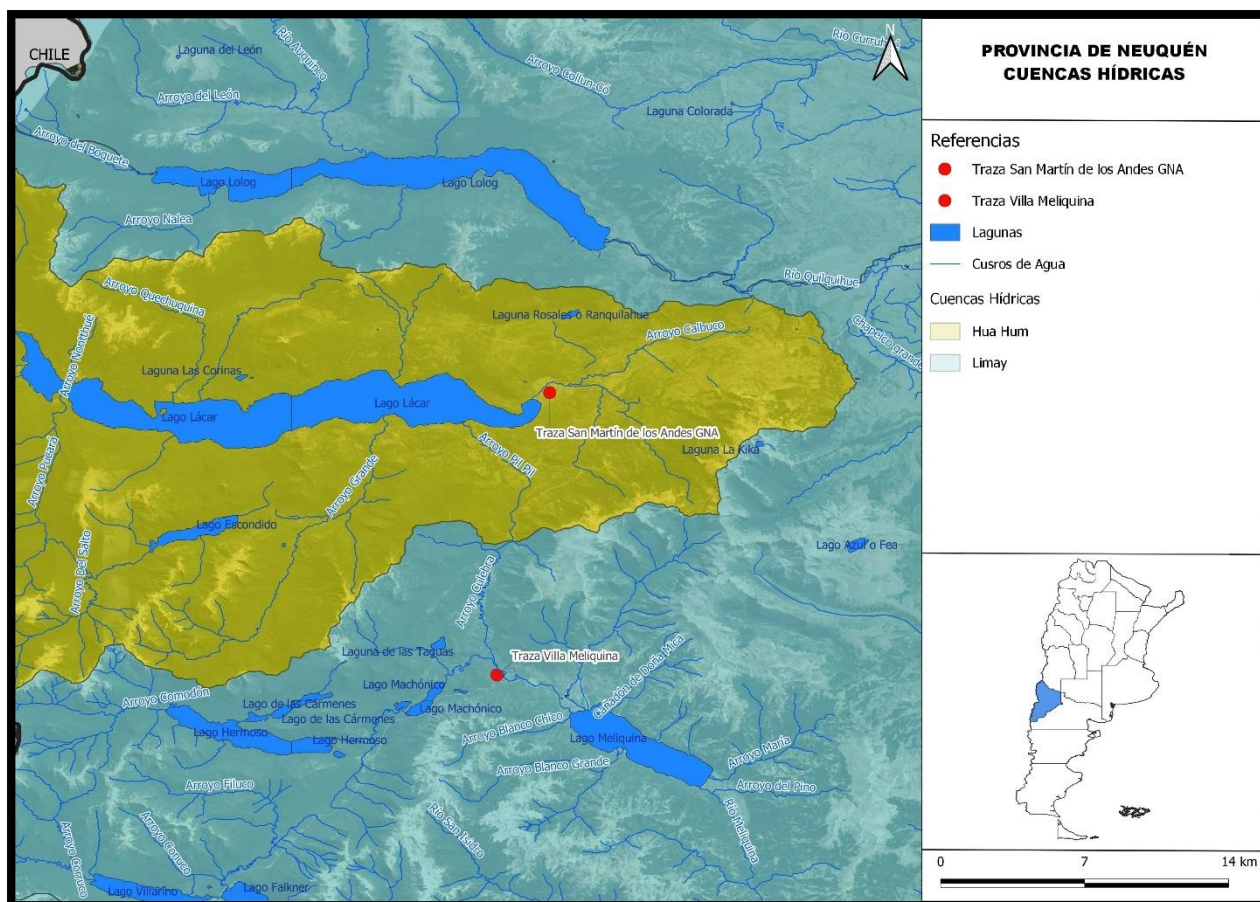 CHILE
Laguna del León
Río Auquinco
Arroyo del León
Arroyo Collun-Có
Laguna Colorada
N
Arroyo del Boquete
Lago Lolog
Lago Lolog
Arroyo Nalea
Río Quilquihue
Arroyo Quechuquina
Laguna Rosales o Ranquilahue
Arroyo Calbuco
Chapelco grande
Arroyo Nontthué
Laguna Las Corinas
Lago Lácar
Lago Lácar
Traza San Martín de los Andes GNA
Arroyo Pil Pil
Laguna La Kika
Arroyo Pucará
Arroyo Grande
Lago Escondido
Arroyo Del Salto
Lago Azul o Fea
Arroyo Culebra
Laguna de las Taguas
Traza Villa Meliquina
Cañadón de Doña Mica
Lago Machónico
Lago Machónico
Arroyo Comodón
Lago de las Cármenes
Lago de las Cármenes
Lago Hermoso
Lago Hermoso
Arroyo Blanco Chico
Lago Meliquina
Arroyo Blanco Grande
Arroyo María
Arroyo del Pino
Arroyo Filuco
Río San Isidro
Río Meliquina
Arroyo Corruco
Arroyo Conuco
Lago Villarino
Lago Falkner
PROVINCIA DE NEUQUÉN
CUENCAS HÍDRICAS
Referencias
Traza San Martín de los Andes GNA
Traza Villa Meliquina
Lagunas
Cusros de Agua
Cuencas Hídricas
Hua Hum
Limay
0 7 14 km